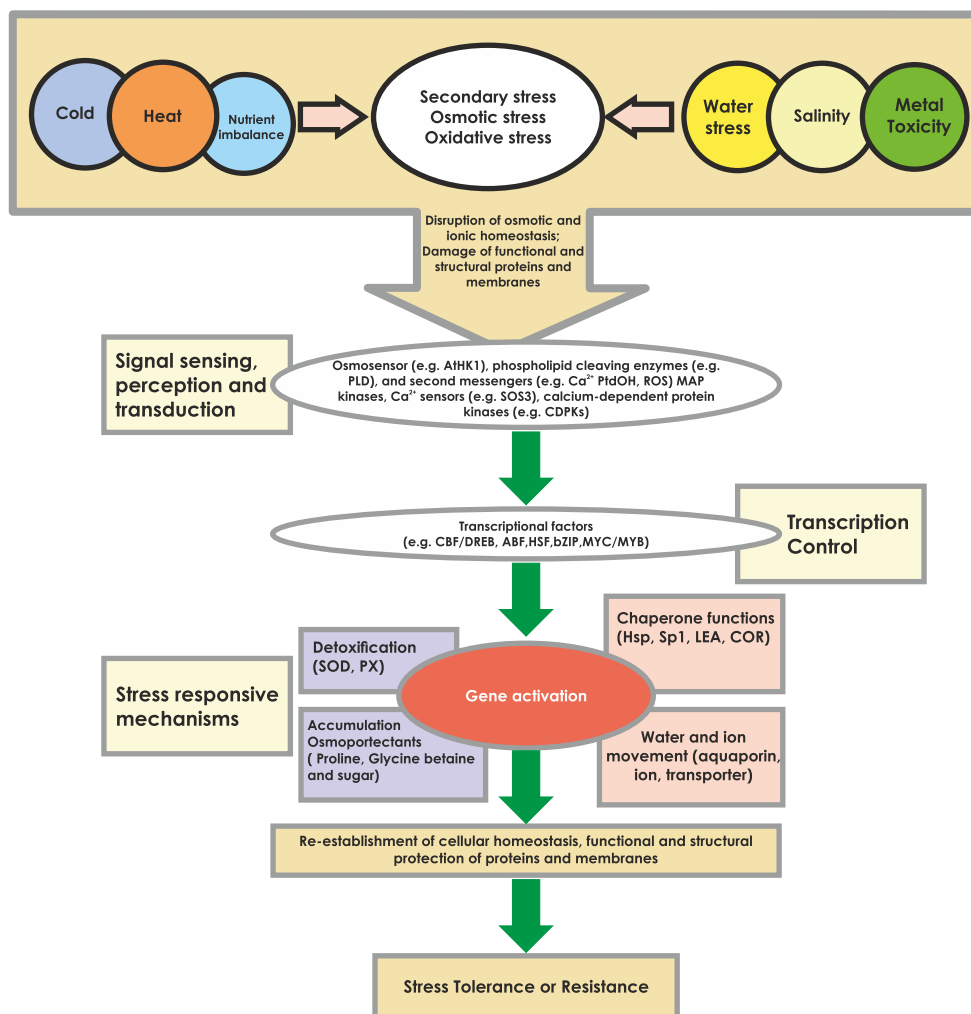 Cold
Heat
Nutrient
imbalance
Secondary stress
Osmotic stress
Oxidative stress
Water
stress
Salinity
Metal
Toxicity
Disruption of osmotic and
ionic homeostasis;
Damage of functional and
structural proteins and
membranes
Signal sensing,
perception and
transduction
Osmosensor (e.g. AtHK1), phospholipid cleaving enzymes (e.g.
PLD), and second messengers (e.g. Ca²⁺ PtdOH, ROS) MAP
kinases, Ca²⁺ sensors (e.g. SOS3), calcium-dependent protein
kinases (e.g. CDPKs)
Transcriptional factors
(e.g. CBF/DREB, ABF,HSF,bZIP,MYC/MYB)
Transcription
Control
Detoxification
(SOD, PX)
Chaperone functions
(Hsp, Sp1, LEA, COR)
Gene activation
Stress responsive
mechanisms
Accumulation
Osmoportectants
( Proline, Glycine betaine
and sugar)
Water and ion
movement (aquaporin,
ion, transporter)
Re-establishment of cellular homeostasis, functional and structural
protection of proteins and membranes
Stress Tolerance or Resistance